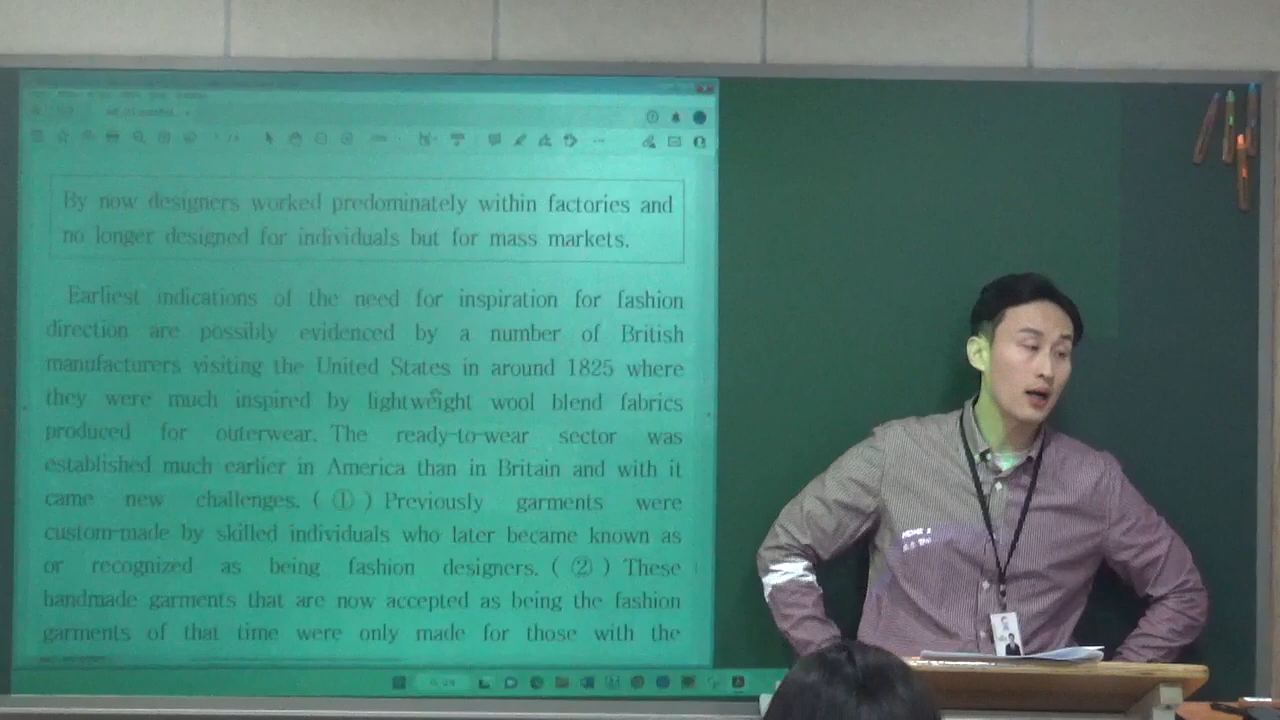 By now designers worked predominately within factories and
no longer designed for individuals but for mass markets.
Earliest indications of the need for inspiration for fashion
direction are possibly evidenced by a number of British
manufacturers visiting the United States in around 1825 where
they were much inspired by lightweight wool blend fabrics
produced for outerwear. The ready-to-wear sector was
established much earlier in America than in Britain and with it
came new challenges. ( ① ) Previously garments were
custom-made by skilled individuals who later became known as
or recognized as being fashion designers. ( ② ) These
handmade garments that are now accepted as being the fashion
garments of that time were only made for those with the